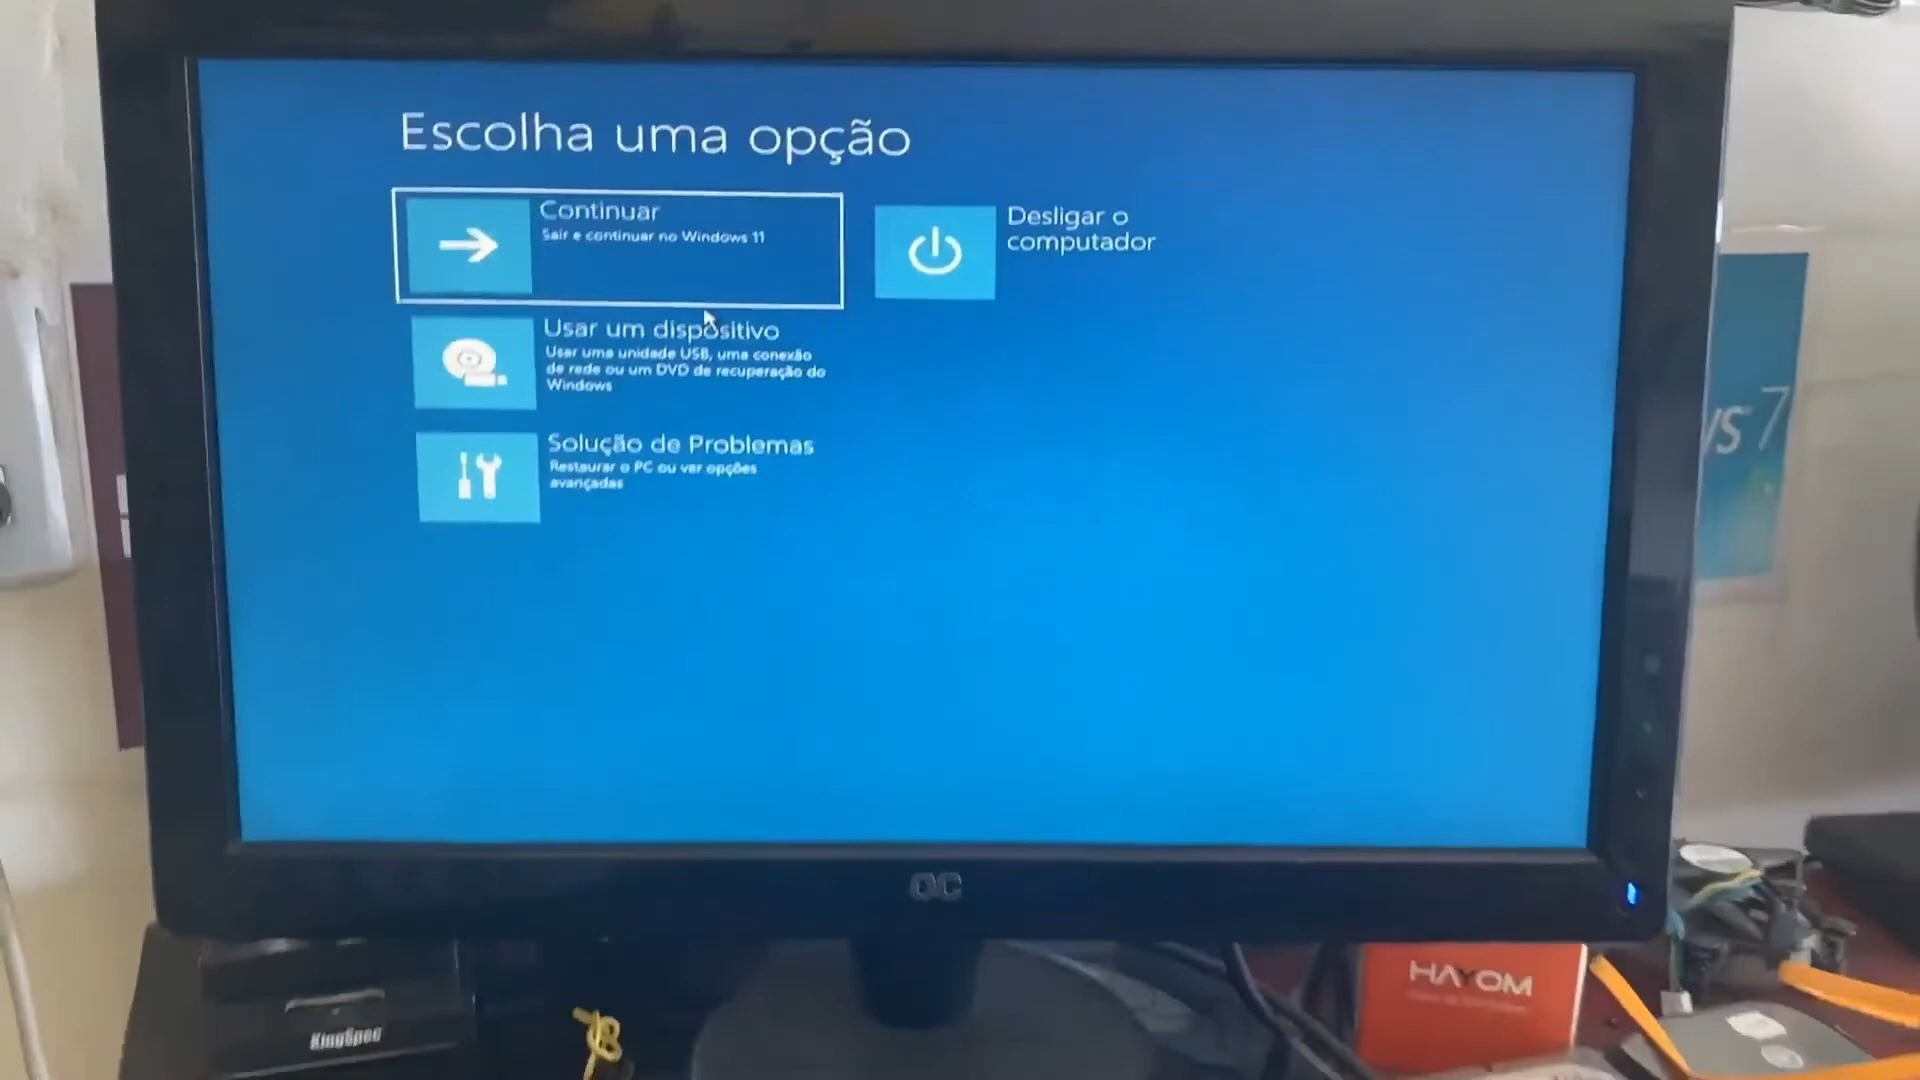 Escolha uma opção
Continuar
Sair e continuar no Windows 11
Desligar o
computador
Usar um dispositivo
Usar uma unidade USB, uma conexão
de rede ou um DVD de recuperação do
Windows
Solução de Problemas
Restaurar o PC ou ver opções
avançadas
7
HAYOM
KingSpec